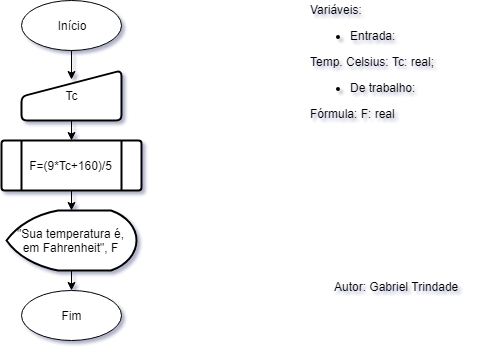 Início
Tc
F=(9*Tc+160)/5
"Sua temperatura é,
em Fahrenheit", F
Fim
Variáveis:
Entrada:
Temp. Celsius: Tc: real;
De trabalho:
Fórmula: F: real
Autor: Gabriel Trindade